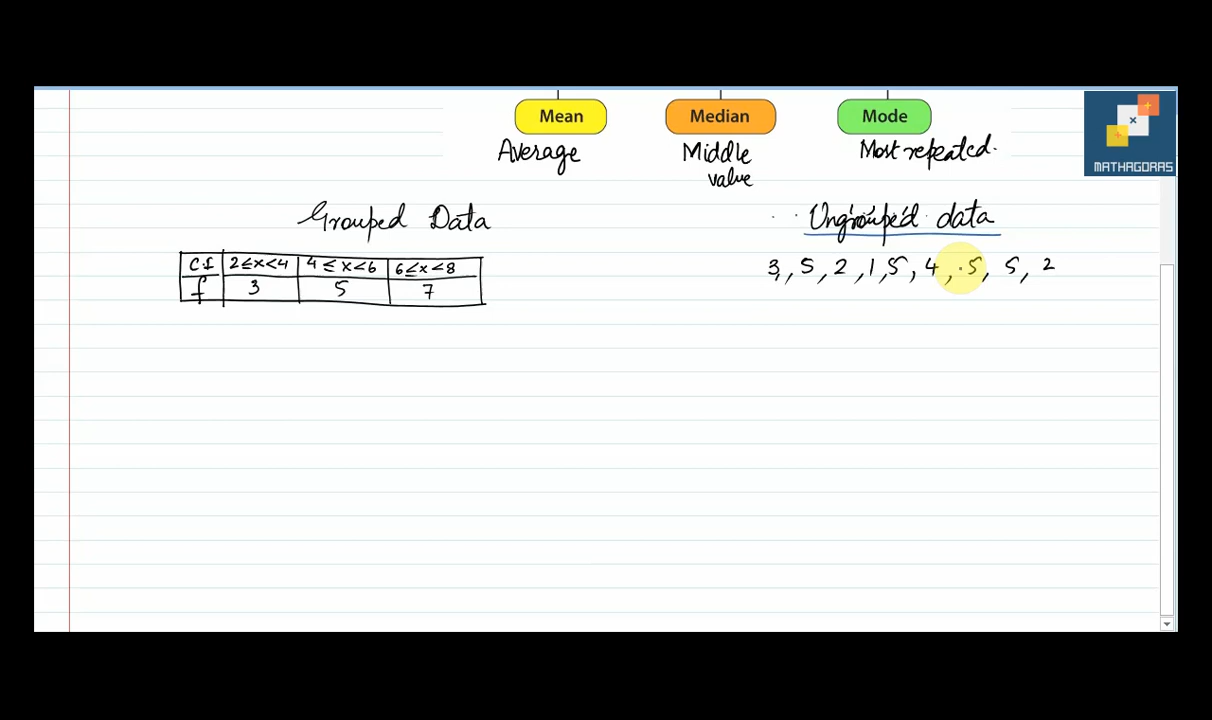 Mean Median Mode
Average Middle value Most repeated.
MATHAGORAS
Grouped Data
Ungrouped data
C.I 2≤x<4 4≤x<6 6≤x<8
f 3 5 7
3, 5, 2, 1, 5, 4, 5, 5, 2